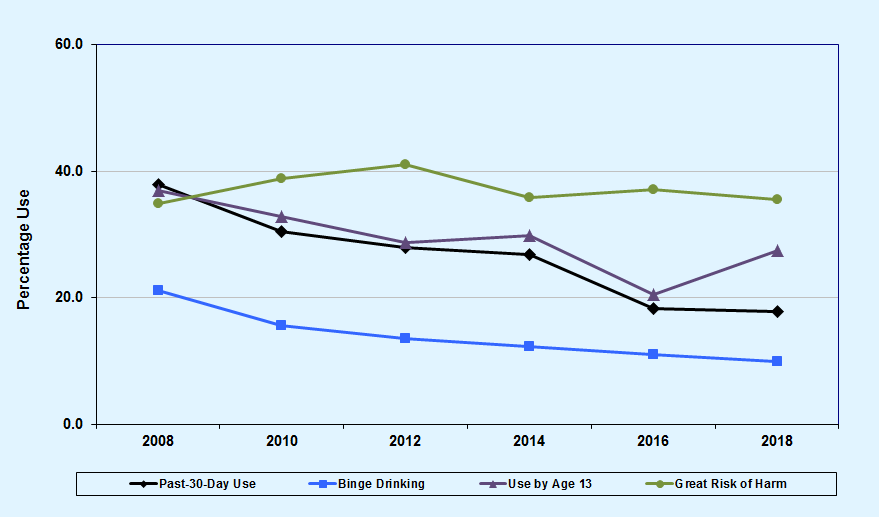 60.0
40.0
20.0
0.0
Percentage Use
2008 2010 2012 2014 2016 2018
Past-30-Day Use Binge Drinking Use by Age 13 Great Risk of Harm